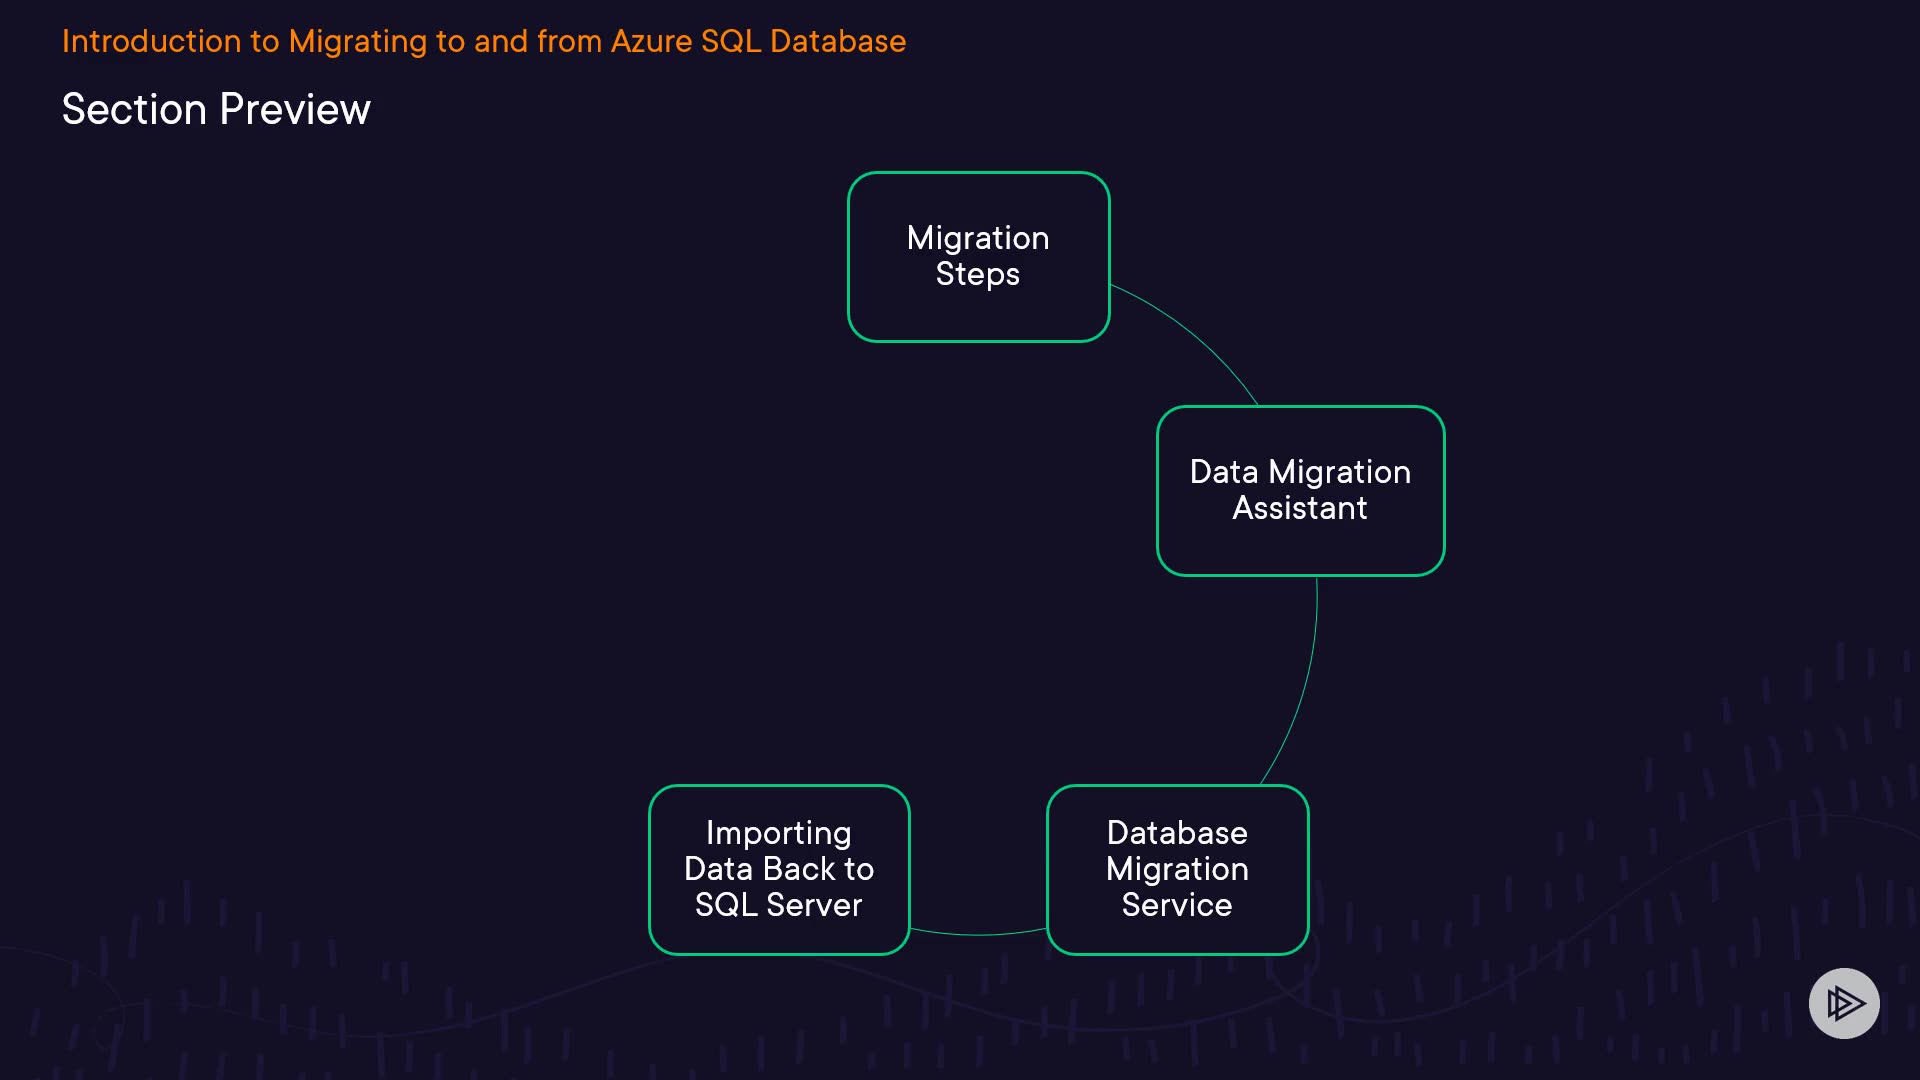 Introduction to Migrating to and from Azure SQL Database
Section Preview
Migration
Steps
Data Migration
Assistant
Database
Migration
Service
Importing
Data Back to
SQL Server